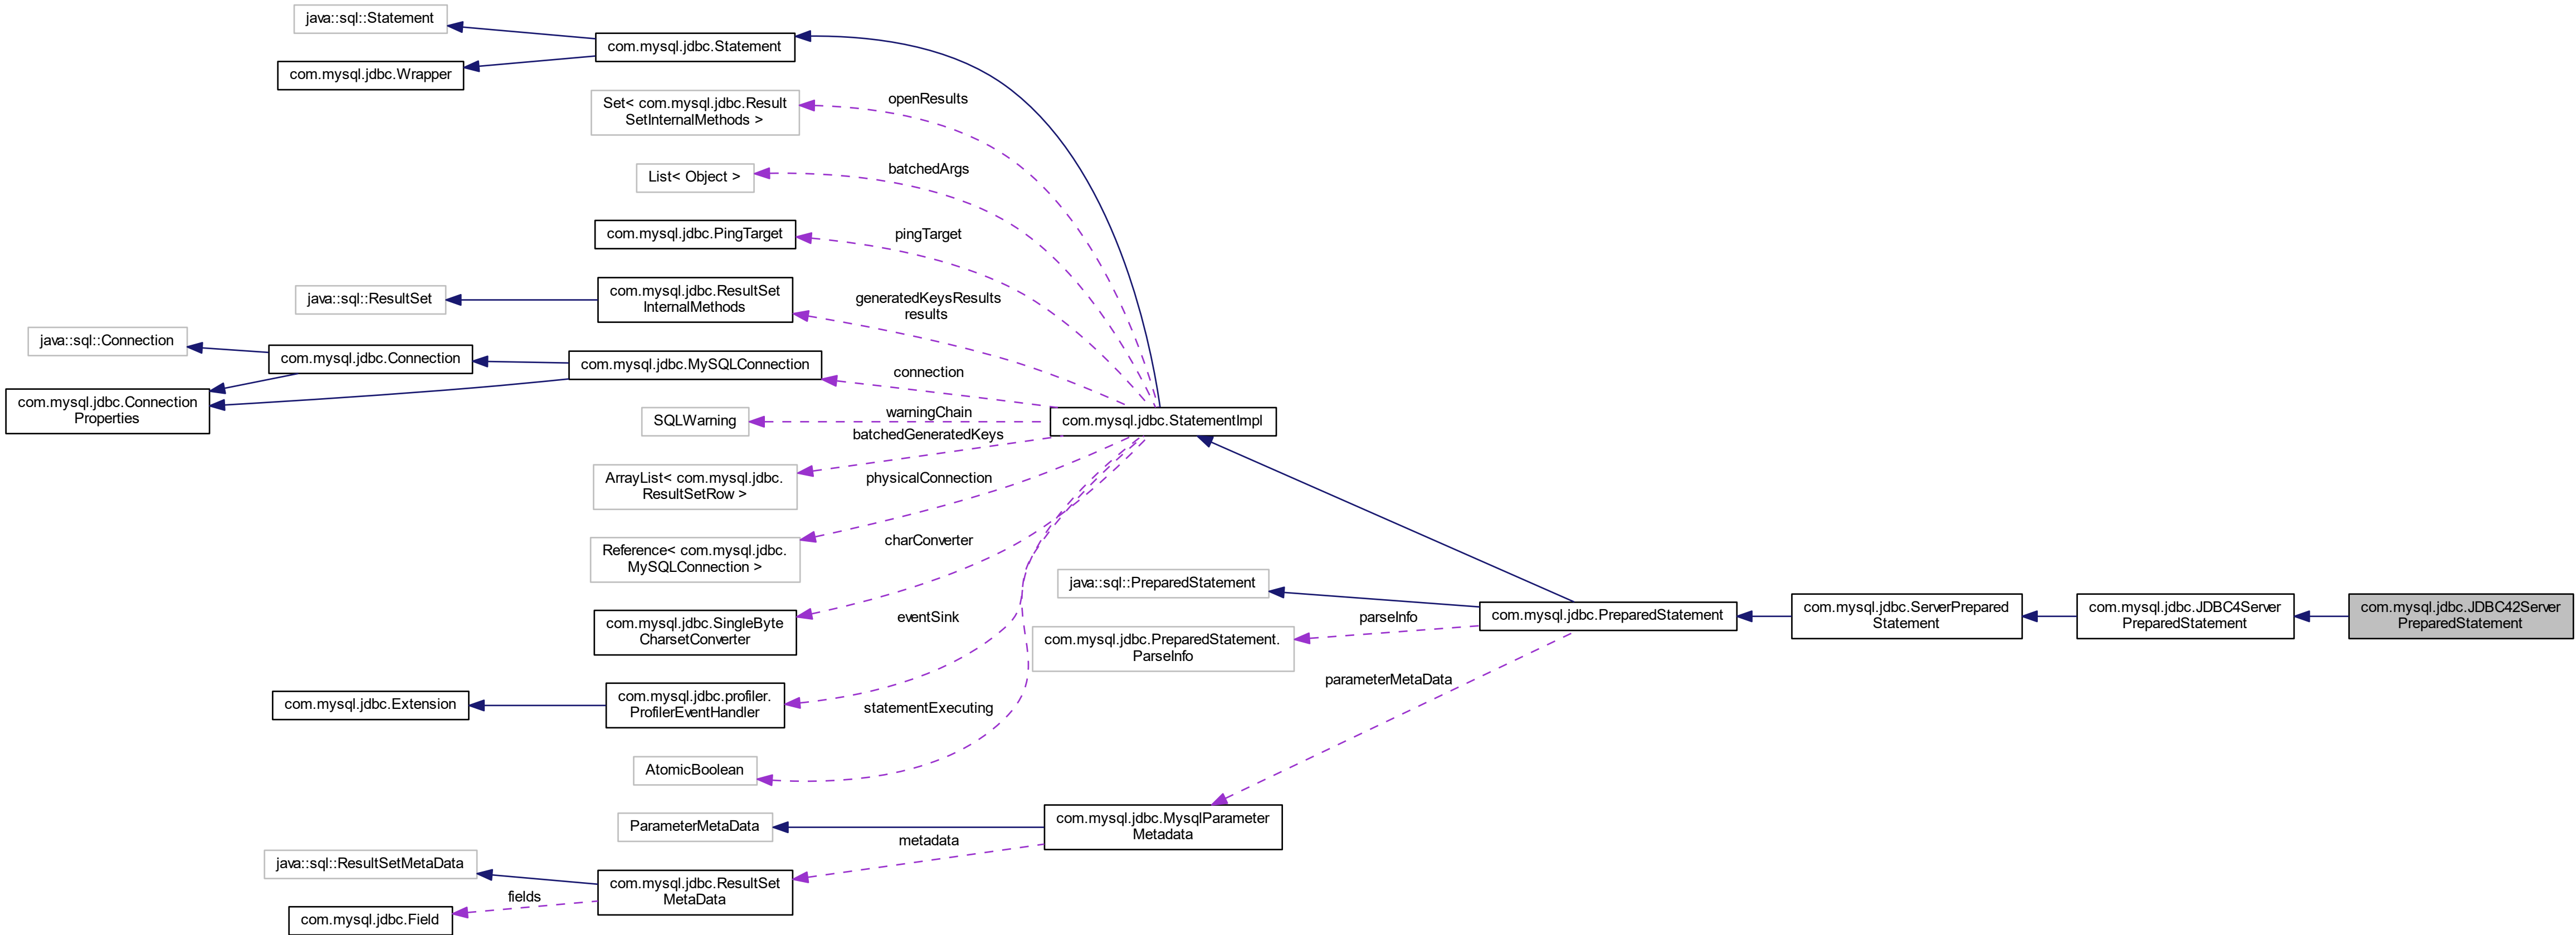 java::sql::Statement
com.mysql.jdbc.Statement
com.mysql.jdbc.Wrapper
Set< com.mysql.jdbc.Result
SetInternalMethods >
openResults
List< Object >
batchedArgs
com.mysql.jdbc.PingTarget
pingTarget
java::sql::ResultSet
com.mysql.jdbc.ResultSet
InternalMethods
generatedKeysResults
results
java::sql::Connection
com.mysql.jdbc.Connection
com.mysql.jdbc.MySQLConnection
connection
com.mysql.jdbc.Connection
Properties
SQLWarning
warningChain
com.mysql.jdbc.StatementImpl
batchedGeneratedKeys
ArrayList< com.mysql.jdbc.
ResultSetRow >
physicalConnection
Reference< com.mysql.jdbc.
MySQLConnection >
charConverter
com.mysql.jdbc.SingleByte
CharsetConverter
eventSink
java::sql::PreparedStatement
com.mysql.jdbc.PreparedStatement.
ParseInfo
parseInfo
com.mysql.jdbc.PreparedStatement
com.mysql.jdbc.ServerPrepared
Statement
com.mysql.jdbc.JDBC4Server
PreparedStatement
com.mysql.jdbc.JDBC42Server
PreparedStatement
parameterMetaData
com.mysql.jdbc.Extension
com.mysql.jdbc.profiler.
ProfilerEventHandler
statementExecuting
AtomicBoolean
ParameterMetaData
com.mysql.jdbc.MysqlParameter
Metadata
metadata
java::sql::ResultSetMetaData
com.mysql.jdbc.ResultSet
MetaData
fields
com.mysql.jdbc.Field